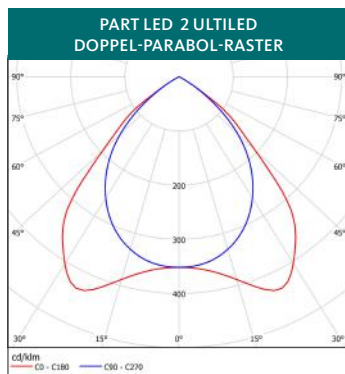 PART LED 2 ULTILED
DOPPEL-PARABOL-RASTER
90° 90°
75° 75°
60° 60°
200
45° 45°
300
400
30° 15° 0° 15° 30°
cd/klm
C0 - C180 C90 - C270